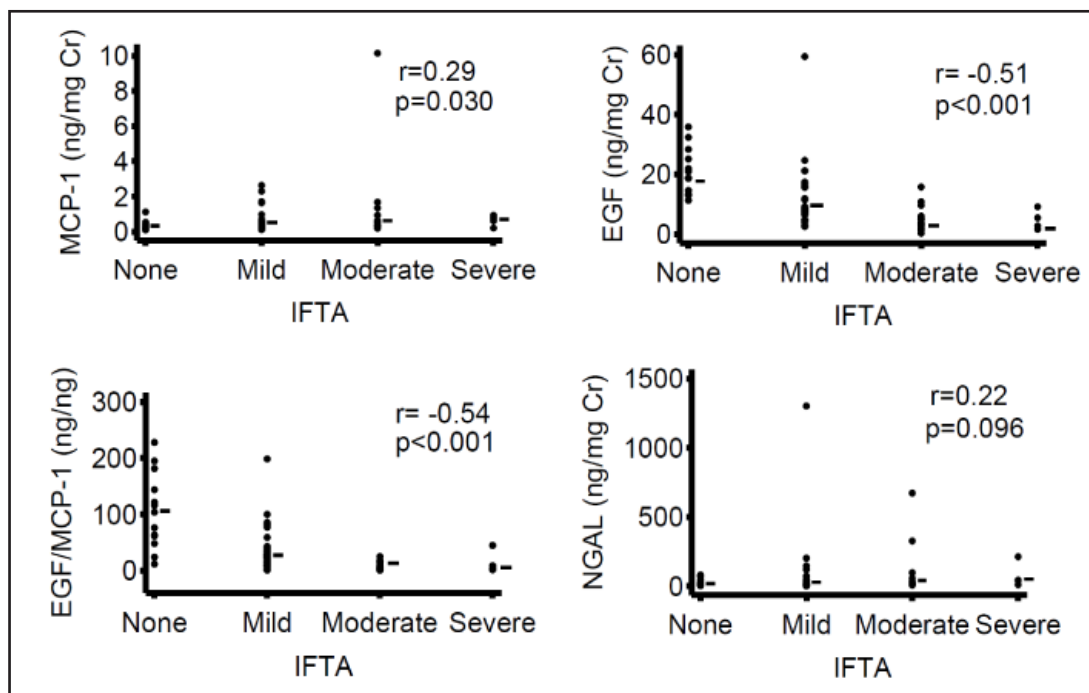 MCP-1 (ng/mg Cr)
10
8
6
4
2
0
r=0.29
p=0.030
None Mild Moderate Severe
IFTA
EGF (ng/mg Cr)
60
40
20
0
r= -0.51
p<0.001
None Mild Moderate Severe
IFTA
EGF/MCP-1 (ng/ng)
300
200
100
0
r= -0.54
p<0.001
None Mild Moderate Severe
IFTA
NGAL (ng/mg Cr)
1500
1000
500
0
r=0.22
p=0.096
None Mild Moderate Severe
IFTA